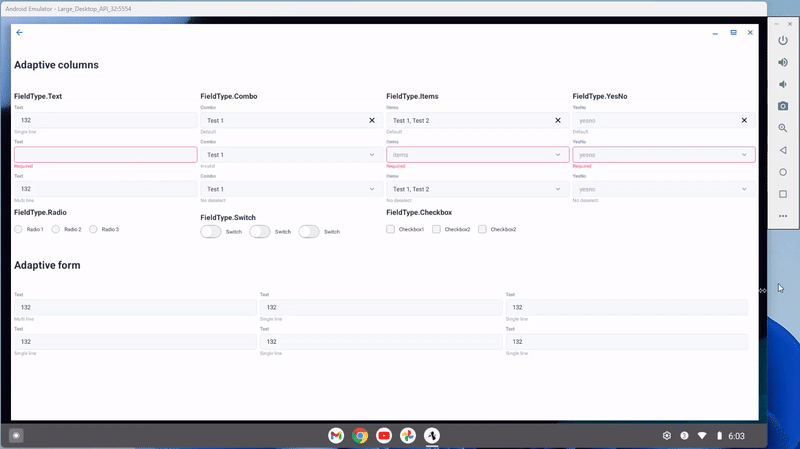 Android Emulator - Large_Desktop_API_32:5554
Adaptive columns
FieldType.Text
FieldType.Combo
FieldType.Items
FieldType.YesNo
Text
Combo
Items
YesNo
132
Test 1
Test 1, Test 2
yesno
Single line
Default
Default
Default
Text
Combo
Items
YesNo
Test 1
items
yesno
Required
Invalid
Required
Required
Text
Combo
Items
YesNo
132
Test 1
Test 1, Test 2
yesno
Multi line
No deselect
No deselect
No deselect
FieldType.Radio
FieldType.Switch
FieldType.Checkbox
Radio 1
Radio 2
Radio 3
Switch
Switch
Switch
Checkbox1
Checkbox2
Checkbox2
Adaptive form
Text
Text
Text
132
132
132
Multi line
Single line
Single line
Text
Text
Text
132
132
132
Single line
Single line
Single line
6:03